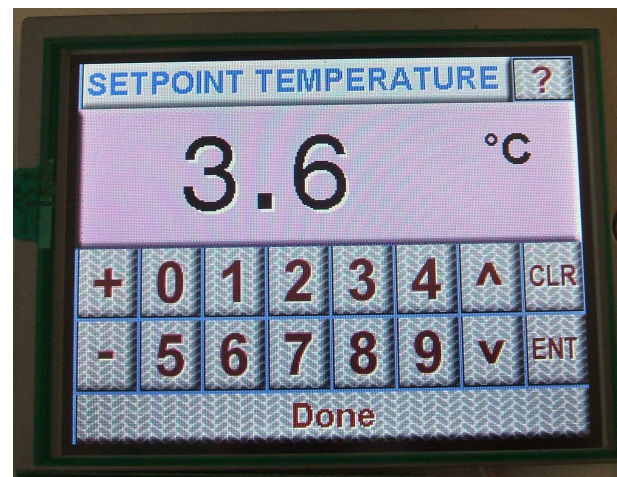 SETPOINT TEMPERATURE ?
3.6 °C
+ 0 1 2 3 4 ^ CLR
- 5 6 7 8 9 v ENT
Done